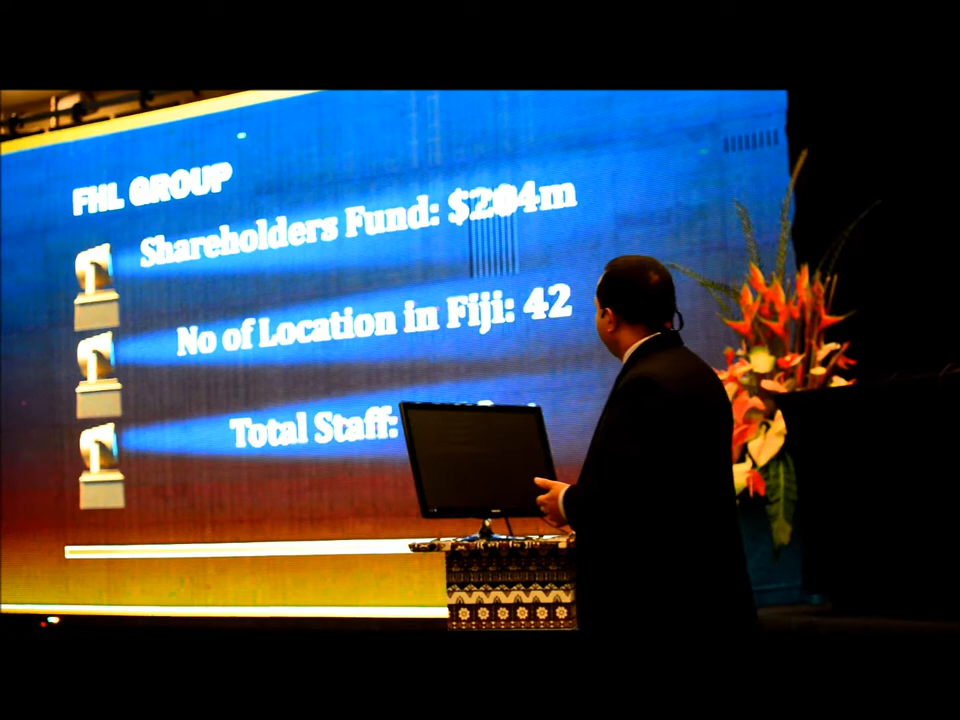 FHL GROUP
Shareholders Fund: $204m
No of Location in Fiji: 42
Total Staff: